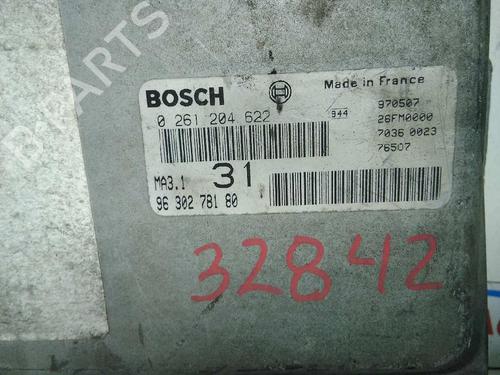 PARTS
BOSCH
Made in France
0 261 204 622
944
970507
26FM0000
7036 0023
76507
MA3.1 31
96 302 781 80
32842